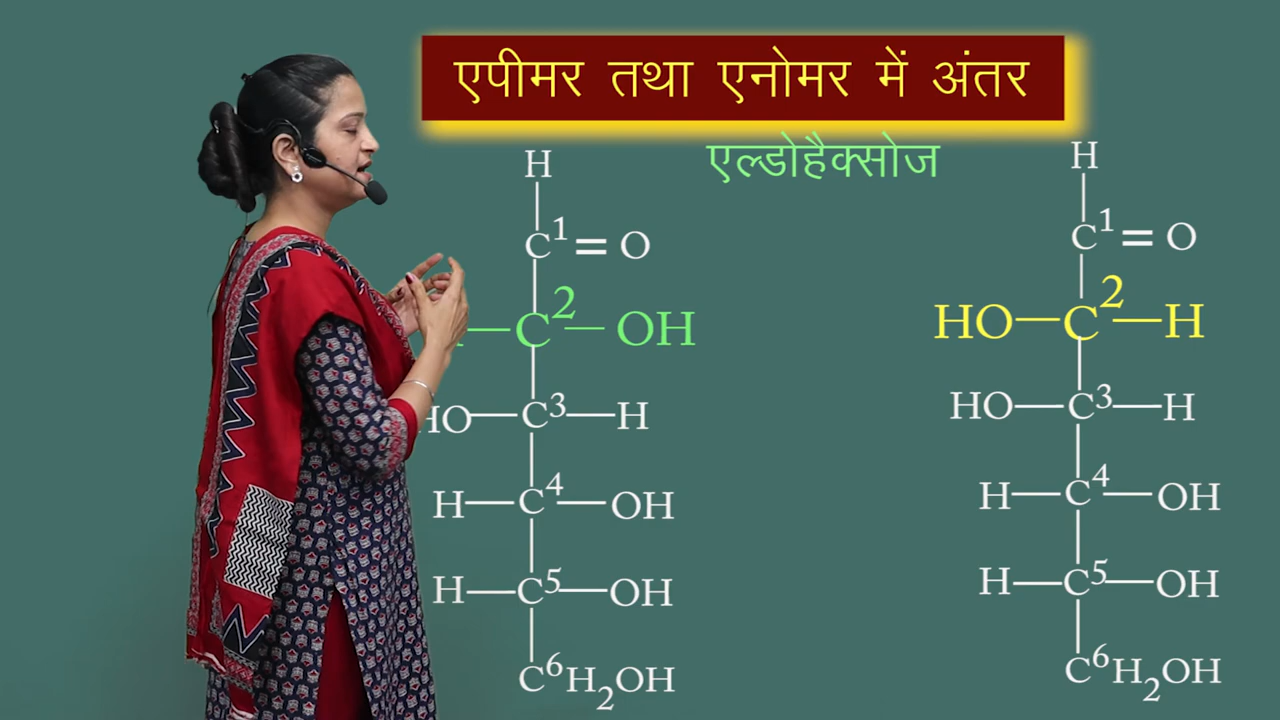 एपीमर तथा एनोमर में अंतर
एल्डोहैक्सोज
H
C¹ = O
C² — OH
HO — C³ — H
H — C⁴ — OH
H — C⁵ — OH
C⁶H₂OH
H
C¹ = O
HO — C² — H
HO — C³ — H
H — C⁴ — OH
H — C⁵ — OH
C⁶H₂OH